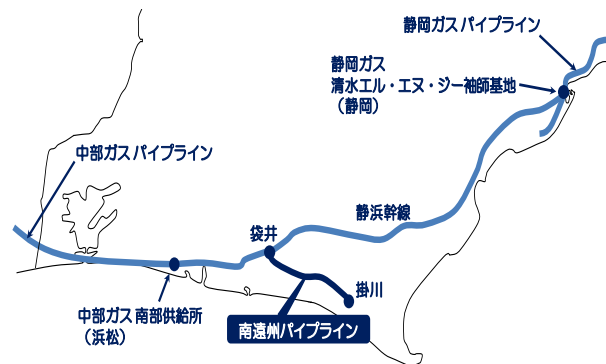 静岡ガス パイプライン
静岡ガス
清水エル・エヌ・ジー袖師基地
（静岡）
中部ガス パイプライン
静浜幹線
袋井
掛川
中部ガス 南部供給所
（浜松）
南遠州パイプライン